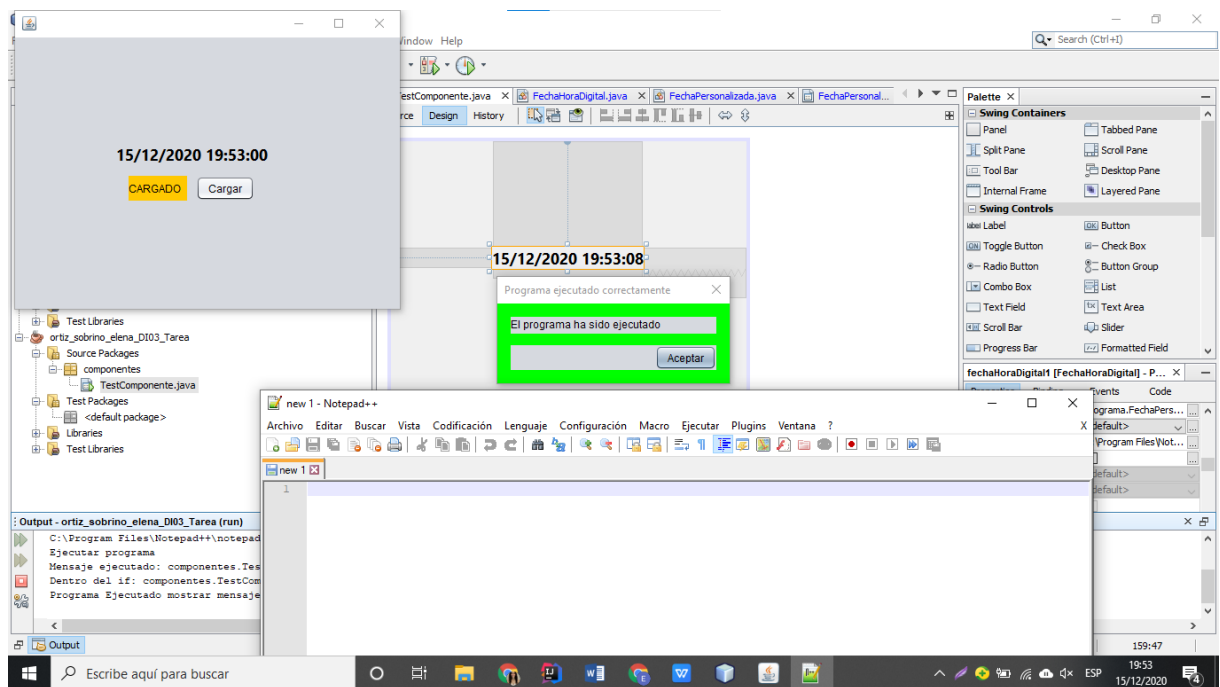 Window Help
Search (Ctrl+I)
TestComponente.java FechaHoraDigital.java FechaPersonalizada.java FechaPersonal...
Design History
15/12/2020 19:53:00
CARGADO Cargar
15/12/2020 19:53:08
Programa ejecutado correctamente
El programa ha sido ejecutado
Aceptar
Palette
Swing Containers
Panel Tabbed Pane
Split Pane Scroll Pane
Tool Bar Desktop Pane
Internal Frame Layered Pane
Swing Controls
label Label OK Button
ON Toggle Button Check Box
Radio Button Button Group
Combo Box List
Text Field Text Area
Scroll Bar Slider
Progress Bar Formatted Field
fechaHoraDigital1 [FechaHoraDigital] - P...
Events Code
ograma.FechaPers... ...
default>
\Program Files\Not... ...
default>
default>
Test Libraries
ortiz_sobrino_elena_DI03_Tarea
Source Packages
componentes
TestComponente.java
Test Packages
<default package>
Libraries
Test Libraries
new 1 - Notepad++
Archivo Editar Buscar Vista Codificación Lenguaje Configuración Macro Ejecutar Plugins Ventana ? X
new 1
1
Output - ortiz_sobrino_elena_DI03_Tarea (run)
C:\Program Files\Notepad++\notepad
Ejecutar programa
Mensaje ejecutado: componentes.Tes
Dentro del if: componentes.TestCom
Programa Ejecutado mostrar mensaje
Output
159:47
Escribe aquí para buscar
ESP
19:53
15/12/2020
4